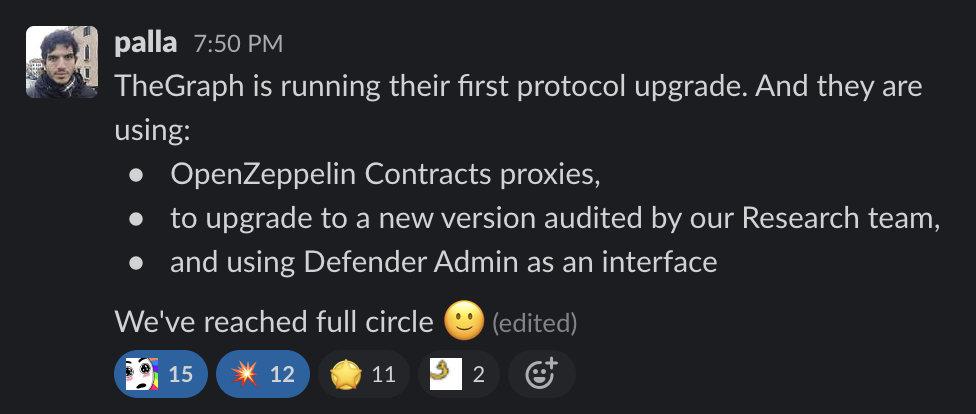 palla 7:50 PM
TheGraph is running their first protocol upgrade. And they are
using:
• OpenZeppelin Contracts proxies,
• to upgrade to a new version audited by our Research team,
• and using Defender Admin as an interface
We've reached full circle 🙂 (edited)
15 12 11 2